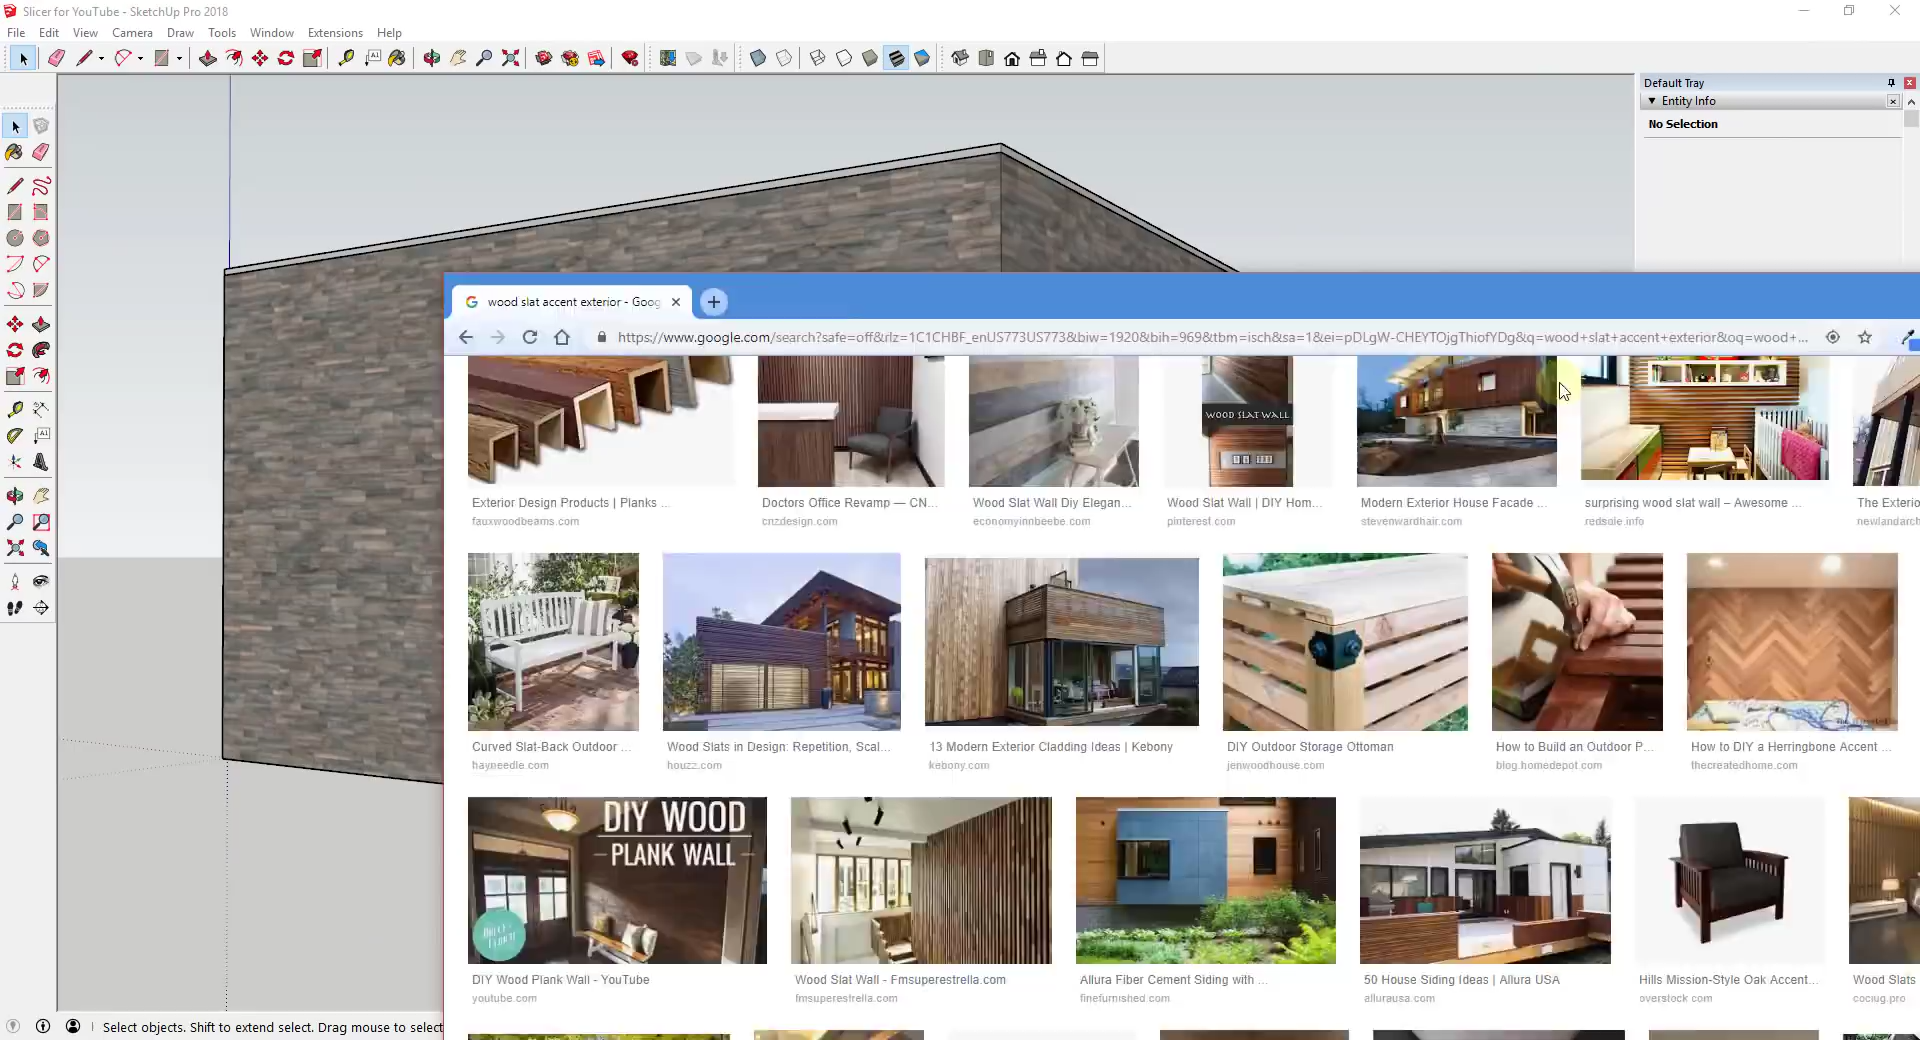 Slicer for YouTube - SketchUp Pro 2018
File Edit View Camera Draw Tools Window Extensions Help
Default Tray
Entity Info
No Selection
wood slat accent exterior - Goog
https://www.google.com/search?safe=off&rlz=1C1CHBF_enUS773US773&biw=1920&bih=969&tbm=isch&sa=1&ei=pDLgW-CHEYTOjgThiofYDg&q=wood+slat+accent+exterior&oq=wood+...
WOOD SLAT WALL
Exterior Design Products | Planks ...
fauxwoodbeams.com
Doctors Office Revamp — CN...
cnzdesign.com
Wood Slat Wall Diy Elegan...
economyinnbeebe.com
Wood Slat Wall | DIY Hom...
pinterest.com
Modern Exterior House Facade ...
stevenwardhair.com
surprising wood slat wall – Awesome ...
redsole.info
The Exterio
newlandarch
Curved Slat-Back Outdoor ...
hayneedle.com
Wood Slats in Design: Repetition, Scal...
houzz.com
13 Modern Exterior Cladding Ideas | Kebony
kebony.com
DIY Outdoor Storage Ottoman
jenwoodhouse.com
How to Build an Outdoor P...
blog.homedepot.com
How to DIY a Herringbone Accent ...
thecreatedhome.com
DIY WOOD
PLANK WALL
DIY Wood Plank Wall - YouTube
youtube.com
Wood Slat Wall - Fmsuperestrella.com
fmsuperestrella.com
Allura Fiber Cement Siding with ...
finefurnished.com
50 House Siding Ideas | Allura USA
allurausa.com
Hills Mission-Style Oak Accent...
overstock.com
Wood Slats
cociug.pro
Select objects. Shift to extend select. Drag mouse to select